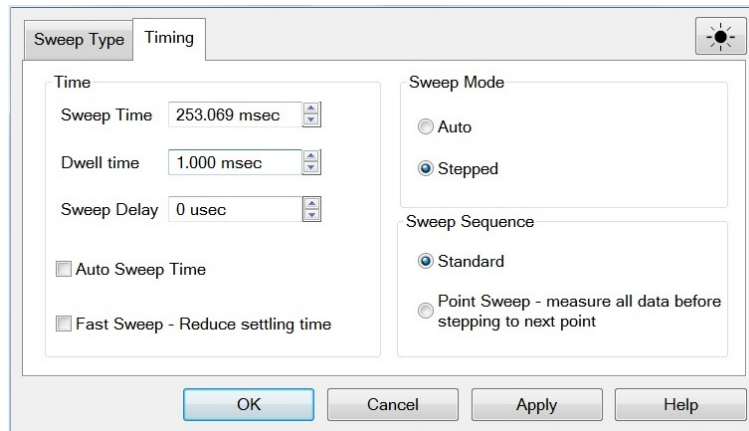 Sweep Type
Timing
Time
Sweep Time
253.069 msec
Dwell time
1.000 msec
Sweep Delay
0 usec
Auto Sweep Time
Fast Sweep - Reduce settling time
Sweep Mode
Auto
Stepped
Sweep Sequence
Standard
Point Sweep - measure all data before
stepping to next point
OK
Cancel
Apply
Help